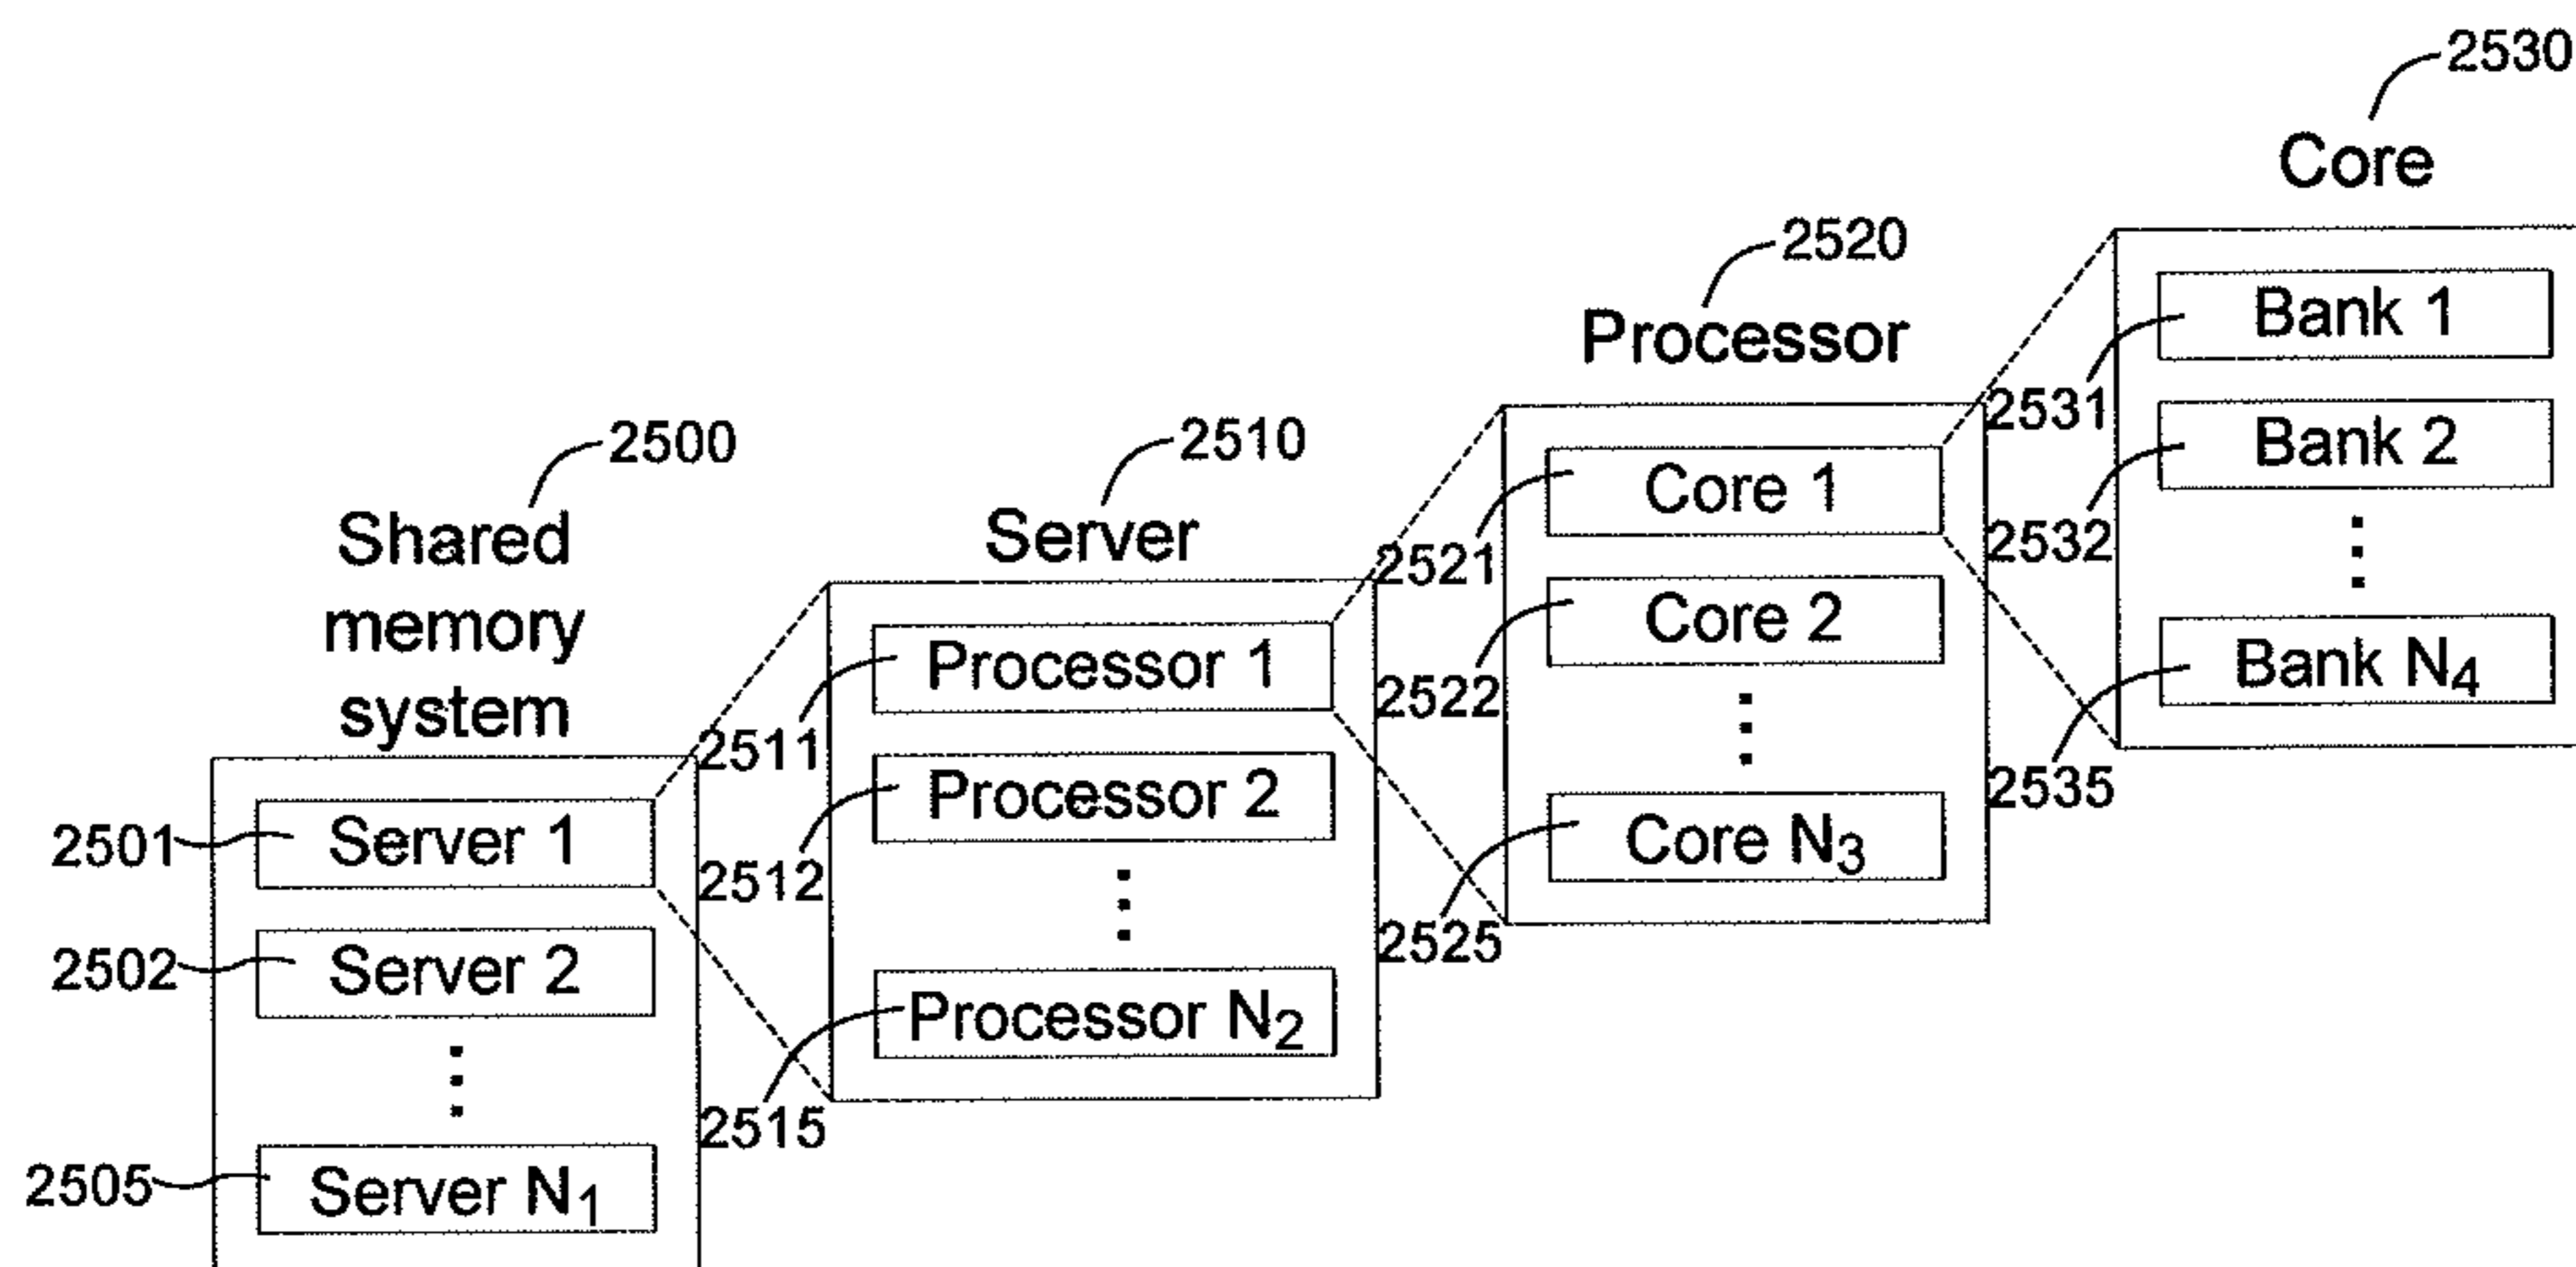 2530
Core
2520
Processor
2531
Bank 1
2532
Bank 2
2535
Bank N4
2510
Server
2521
Core 1
2522
Core 2
2525
Core N3
2500
Shared
memory
system
2511
Processor 1
2512
Processor 2
2515
Processor N2
2501
Server 1
2502
Server 2
2505
Server N1